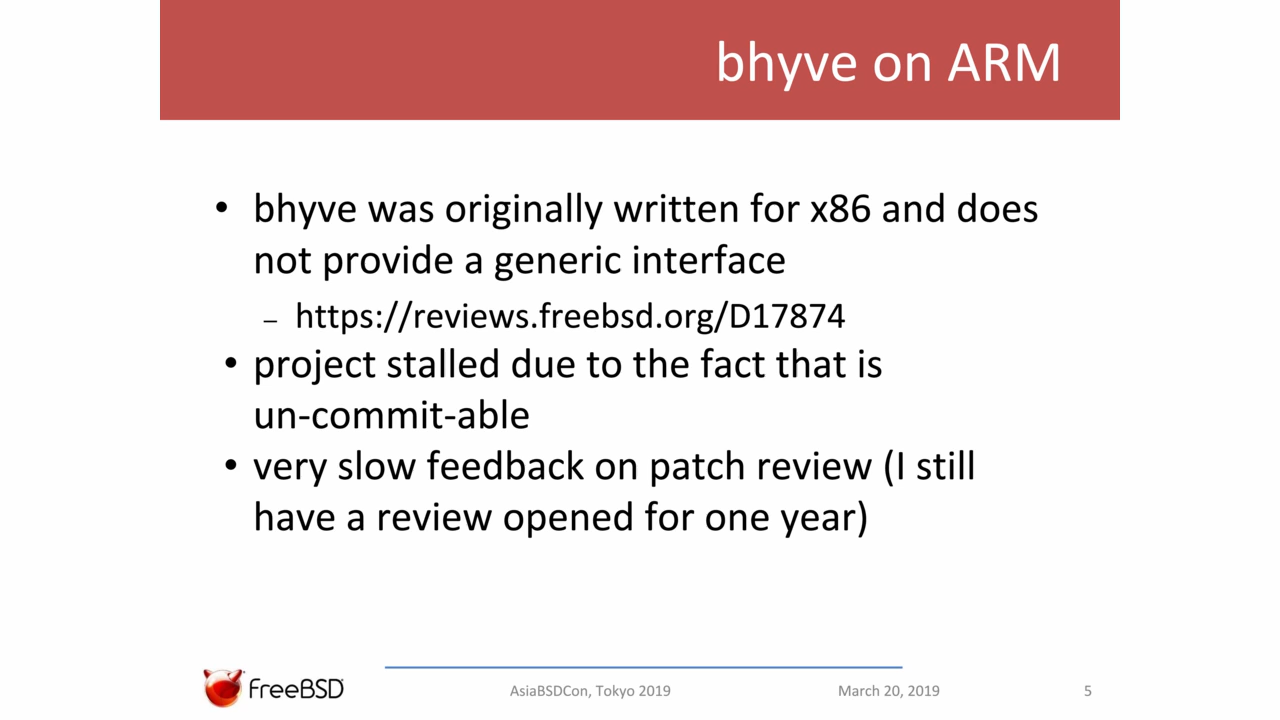 bhyve on ARM
• bhyve was originally written for x86 and does
not provide a generic interface
– https://reviews.freebsd.org/D17874
• project stalled due to the fact that is
un-commit-able
• very slow feedback on patch review (I still
have a review opened for one year)
FreeBSD
AsiaBSDCon, Tokyo 2019
March 20, 2019
5